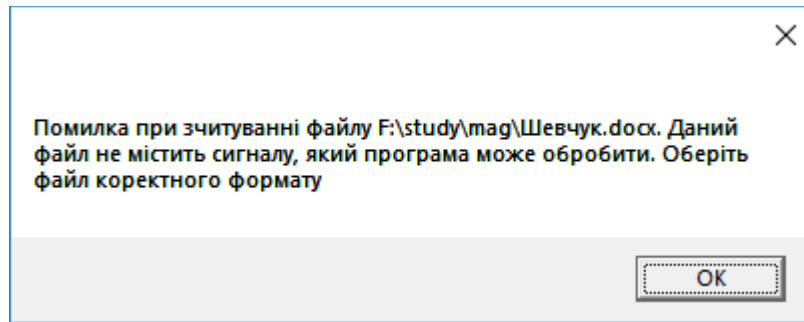 Помилка при зчитуванні файлу F:\study\mag\Шевчук.docx. Даний
файл не містить сигналу, який програма може обробити. Оберіть
файл коректного формату
OK